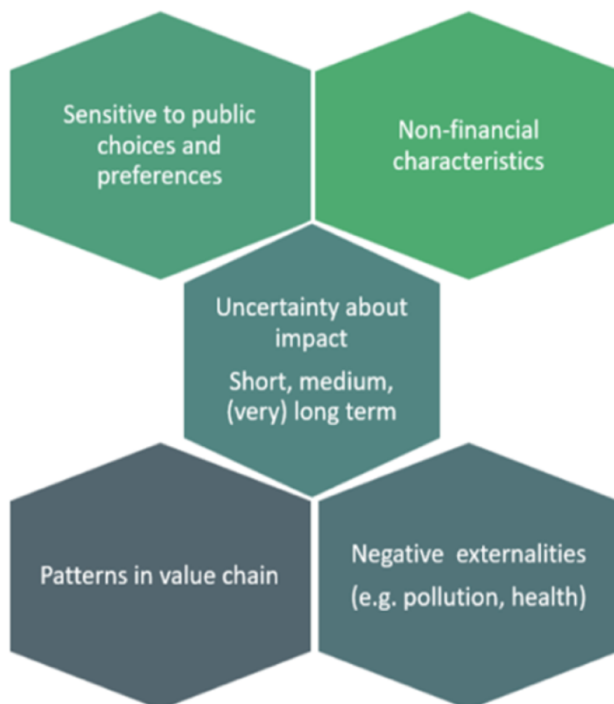 Sensitive to public
choices and
preferences
Non-financial
characteristics
Uncertainty about
impact
Short, medium,
(very) long term
Patterns in value chain
Negative externalities
(e.g. pollution, health)